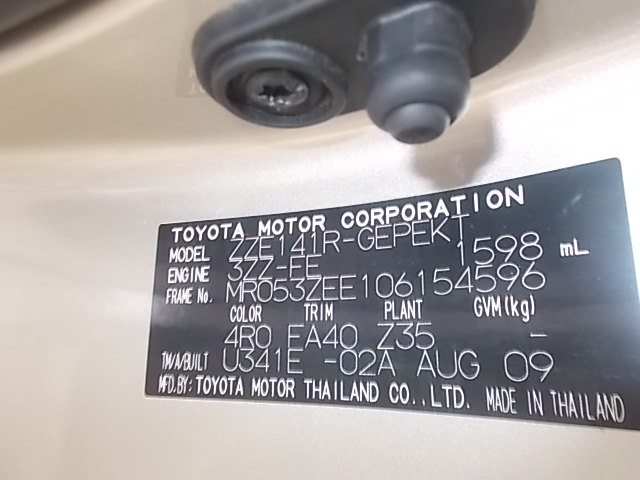 TOYOTA MOTOR CORPORATION
MODEL ZZE141R-GEPEKT
ENGINE 3ZZ-FE 1598 mL
FRAME No. MR053ZEE106154596
COLOR TRIM PLANT GVM(kg)
4R0 EA40 Z35 -
TM/A/BUILT U341E -02A AUG 09
MFD.BY: TOYOTA MOTOR THAILAND CO.,LTD. MADE IN THAILAND